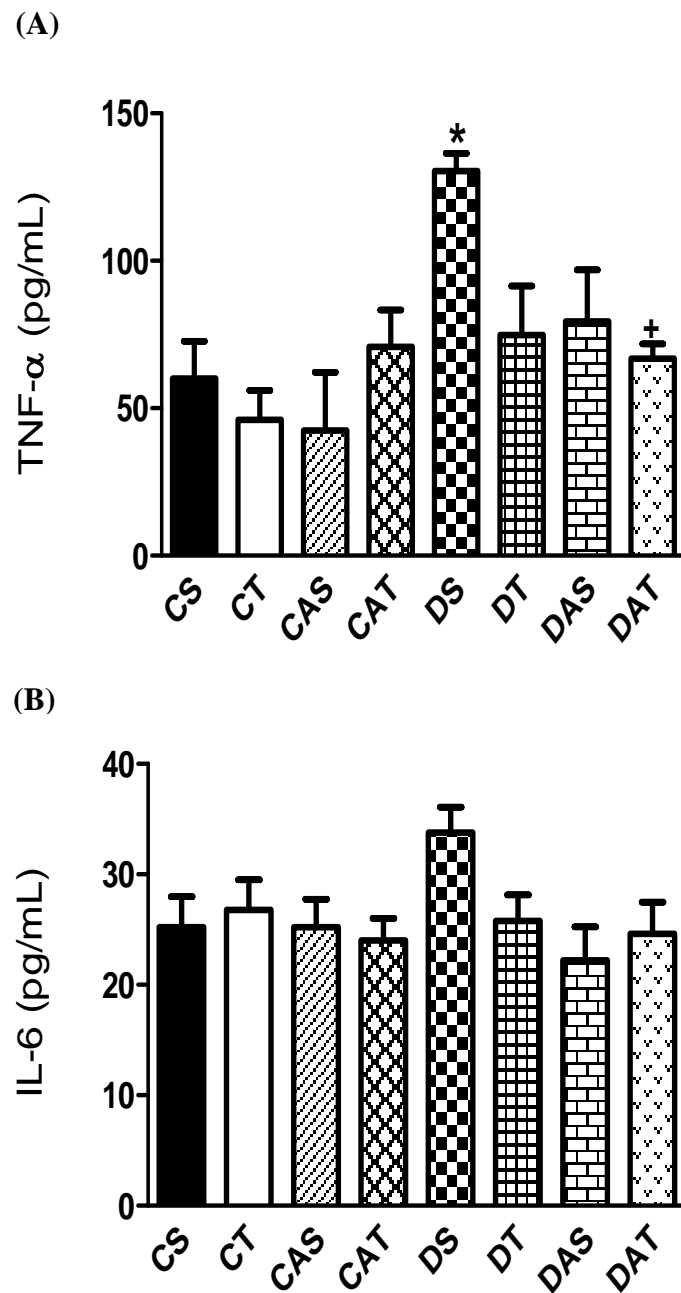 (A)
TNF-α (pg/mL)
150
100
50
0
*
+
CS CT CAS CAT DS DT DAS DAT
(B)
IL-6 (pg/mL)
40
30
20
10
0
CS CT CAS CAT DS DT DAS DAT